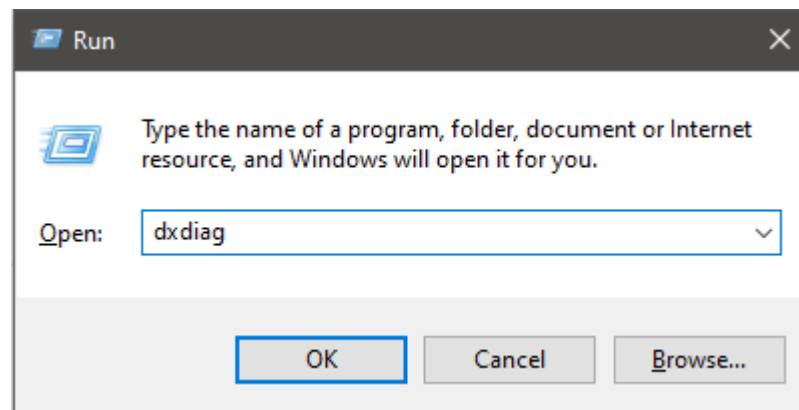 Run
Type the name of a program, folder, document or Internet
resource, and Windows will open it for you.
Open: dxdiag
OK Cancel Browse...